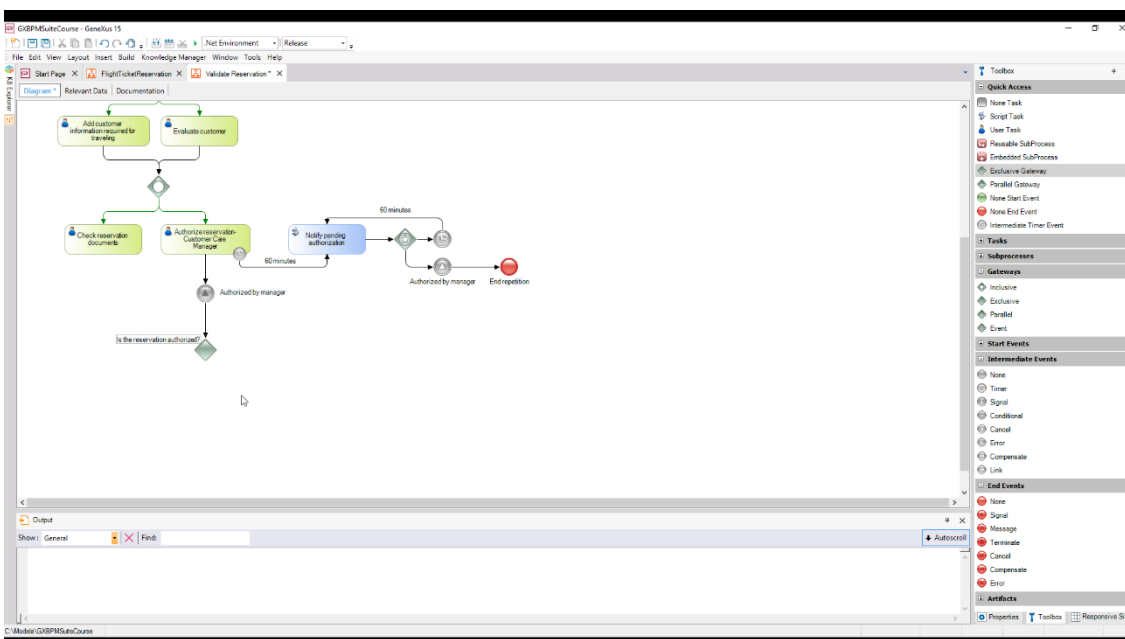 GXBPMSuiteCourse - GeneXus 15
.Net Environment Release
File Edit View Layout Insert Build Knowledge Manager Window Tools Help
Start Page FlightTicketReservation Validate Reservation *
Diagram * Relevant Data Documentation
KB Explorer
Add customer
information required for
traveling
Evaluate customer
Check reservation
documents
Authorize reservation-
Customer Care
Manager
60 minutes
Notify pending
authorization
60 minutes
Authorized by manager
End repetition
Authorized by manager
Is the reservation authorized?
Output
Show: General Find:
Autoscroll
C:\Models\GXBPMSuiteCourse
Toolbox
Quick Access
None Task
Script Task
User Task
Reusable SubProcess
Embedded SubProcess
Exclusive Gateway
Parallel Gateway
None Start Event
None End Event
Intermediate Timer Event
Tasks
Subprocesses
Gateways
Inclusive
Exclusive
Parallel
Event
Start Events
Intermediate Events
None
Timer
Signal
Conditional
Cancel
Error
Compensate
Link
End Events
None
Signal
Message
Terminate
Cancel
Compensate
Error
Artifacts
Properties Toolbox Responsive Si